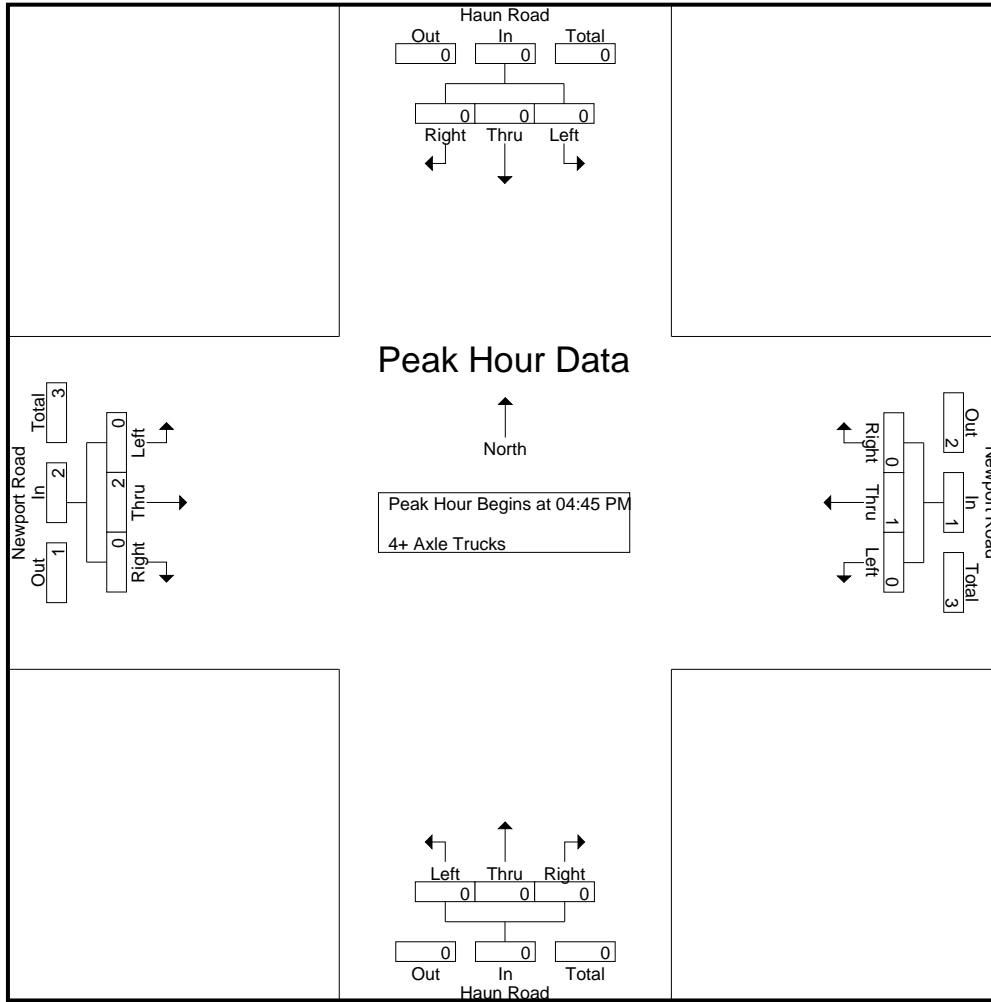 Haun Road
Out In Total
0 0 0
0 0 0
Right Thru Left
Peak Hour Data
North
Peak Hour Begins at 04:45 PM
4+ Axle Trucks
Newport Road
Out In Total
1 2 3
0 2 0
Right Thru Left
Newport Road
Out In Total
2 1 3
0 1 0
Right Thru Left
Left Thru Right
0 0 0
0 0 0
Out In Total
Haun Road